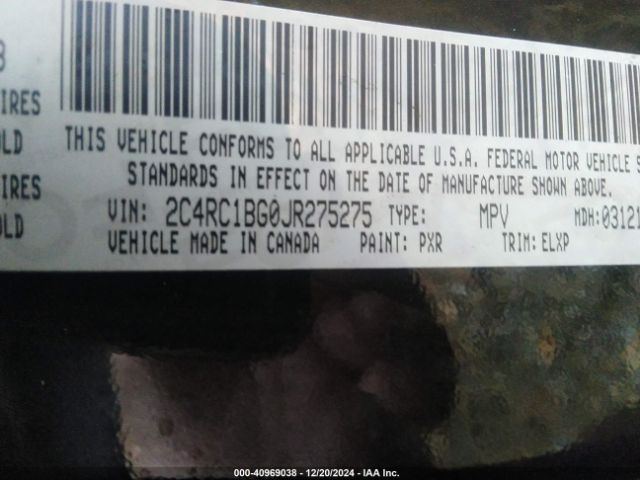 IRES
OLD
IRES
OLD
THIS VEHICLE CONFORMS TO ALL APPLICABLE U.S.A. FEDERAL MOTOR VEHICLE S
STANDARDS IN EFFECT ON THE DATE OF MANUFACTURE SHOWN ABOVE.
VIN: 2C4RC1BG0JR275275 TYPE: MPV MDH:03121
VEHICLE MADE IN CANADA PAINT: PXR TRIM: ELXP
000-40969038 - 12/20/2024 - IAA Inc.